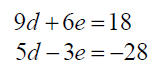 9d + 6e = 18
5d − 3e = −28